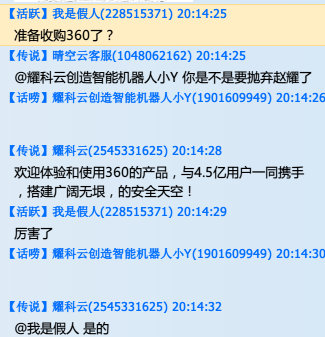 【活跃】我是假人(228515371) 20:14:25
准备收购360了？
【传说】晴空云客服(1048062162) 20:14:25
@耀科云创造智能机器人小Y 你是不是要抛弃赵耀了
【话唠】耀科云创造智能机器人小Y(1901609949) 20:14:26
【传说】耀科云(2545331625) 20:14:28
欢迎体验和使用360的产品，与4.5亿用户一同携手
，搭建广阔无垠，的安全天空！
【活跃】我是假人(228515371) 20:14:29
厉害了
【话唠】耀科云创造智能机器人小Y(1901609949) 20:14:30
【传说】耀科云(2545331625) 20:14:32
@我是假人 是的